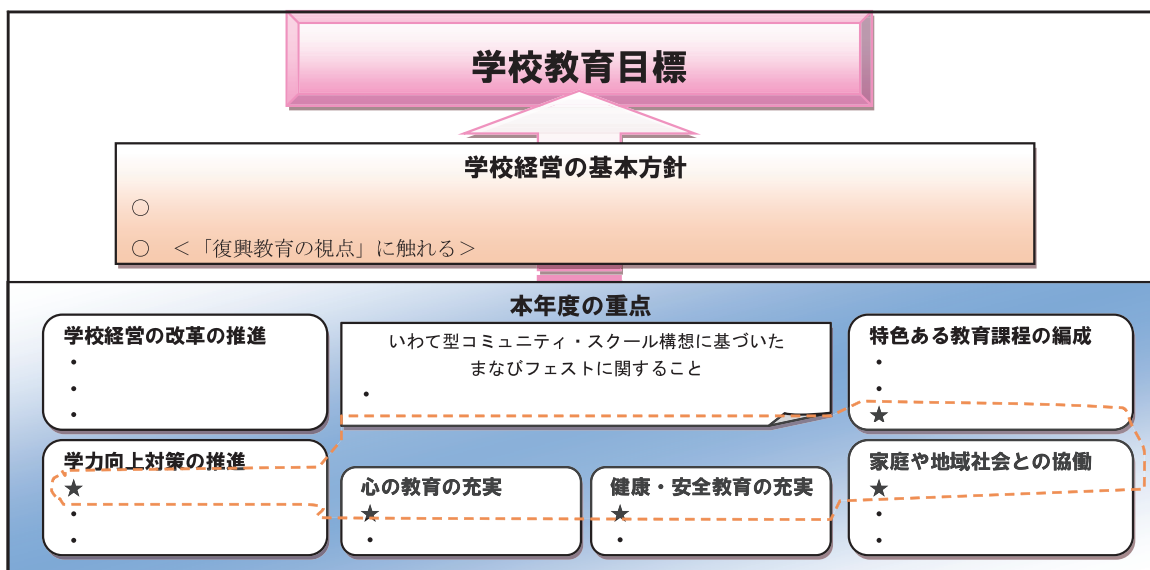 学校教育目標
学校経営の基本方針
○
○ ＜「復興教育の視点」に触れる＞
本年度の重点
学校経営の改革の推進
・
・
・
いわて型コミュニティ・スクール構想に基づいた
まなびフェストに関すること
・
特色ある教育課程の編成
・
・
★
学力向上対策の推進
★
・
・
心の教育の充実
★
・
健康・安全教育の充実
★
・
家庭や地域社会との協働
★
・
・